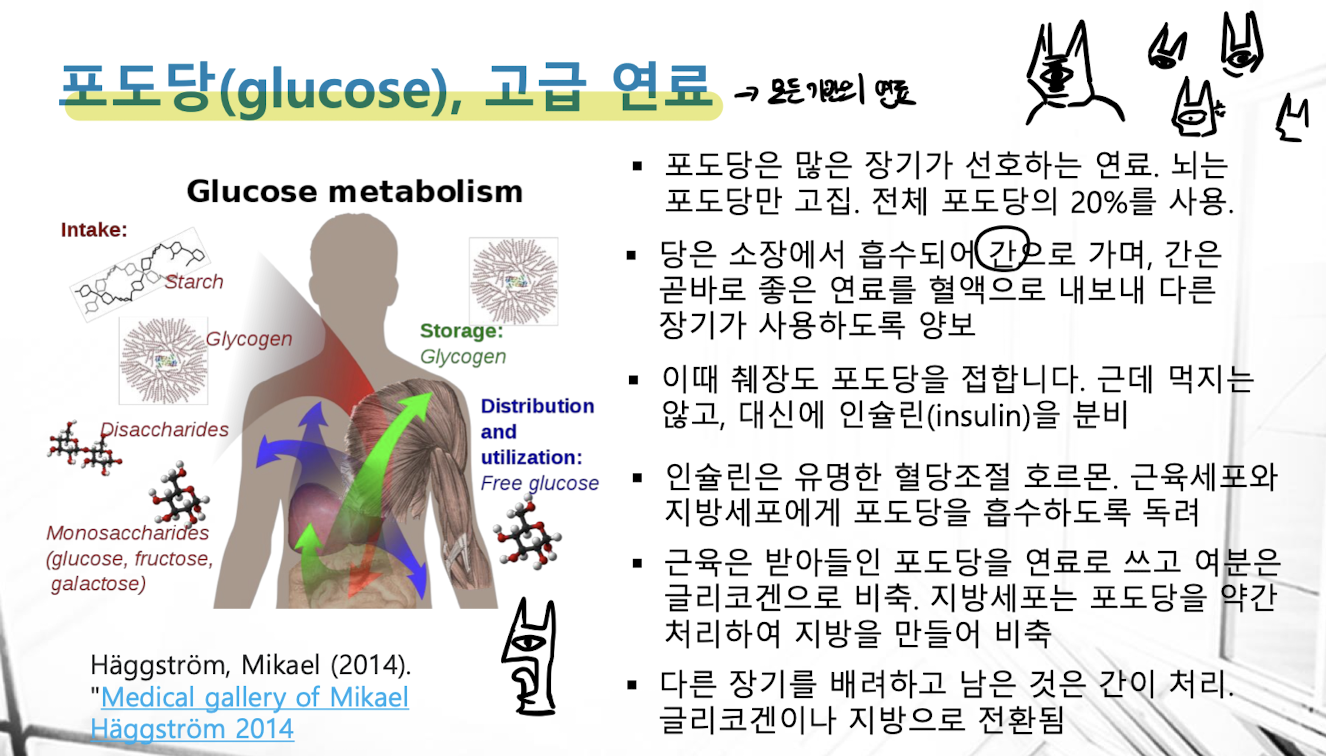 포도당(glucose), 고급 연료
→ 모든 기관의 연료
Glucose metabolism
Intake:
Starch
Glycogen
Disaccharides
Monosaccharides
(glucose, fructose,
galactose)
Storage:
Glycogen
Distribution
and
utilization:
Free glucose
Häggström, Mikael (2014).
"Medical gallery of Mikael
Häggström 2014
▪ 포도당은 많은 장기가 선호하는 연료. 뇌는
포도당만 고집. 전체 포도당의 20%를 사용.
▪ 당은 소장에서 흡수되어 간으로 가며, 간은
곧바로 좋은 연료를 혈액으로 내보내 다른
장기가 사용하도록 양보
▪ 이때 췌장도 포도당을 접합니다. 근데 먹지는
않고, 대신에 인슐린(insulin)을 분비
▪ 인슐린은 유명한 혈당조절 호르몬. 근육세포와
지방세포에게 포도당을 흡수하도록 독려
▪ 근육은 받아들인 포도당을 연료로 쓰고 여분은
글리코겐으로 비축. 지방세포는 포도당을 약간
처리하여 지방을 만들어 비축
▪ 다른 장기를 배려하고 남은 것은 간이 처리.
글리코겐이나 지방으로 전환됨